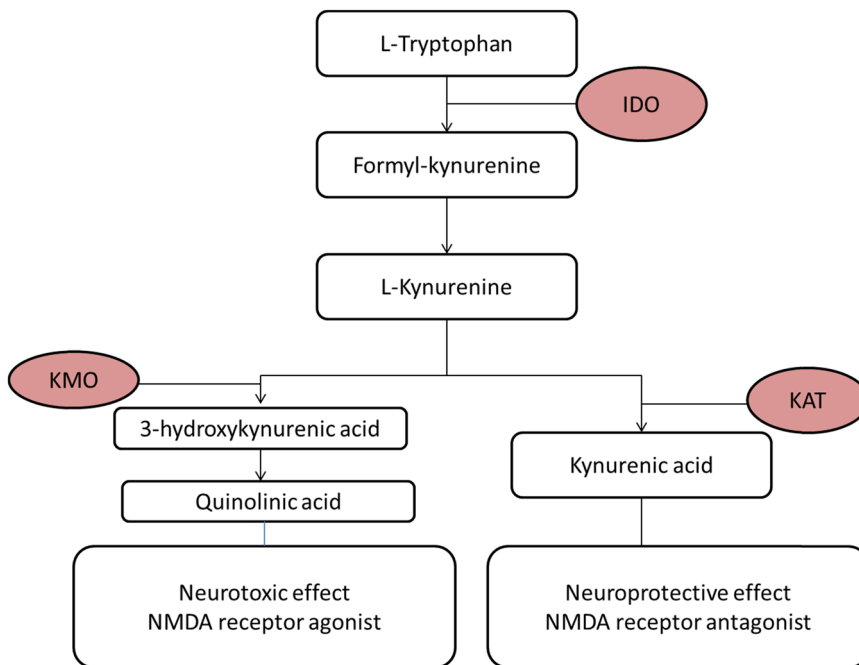 L-Tryptophan
IDO
Formyl-kynurenine
L-Kynurenine
KMO
KAT
3-hydroxykynurenic acid
Kynurenic acid
Quinolinic acid
Neurotoxic effect
NMDA receptor agonist
Neuroprotective effect
NMDA receptor antagonist